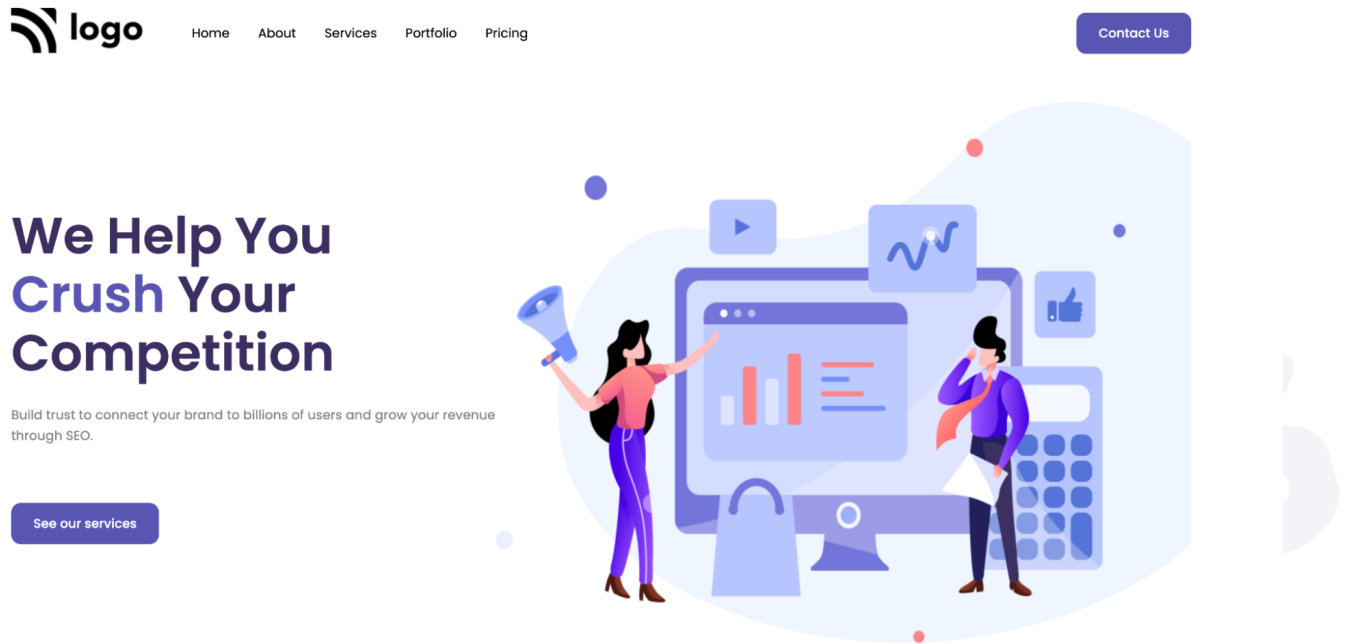 logo
Home
About
Services
Portfolio
Pricing
Contact Us
We Help You
Crush Your
Competition
Build trust to connect your brand to billions of users and grow your revenue
through SEO.
See our services